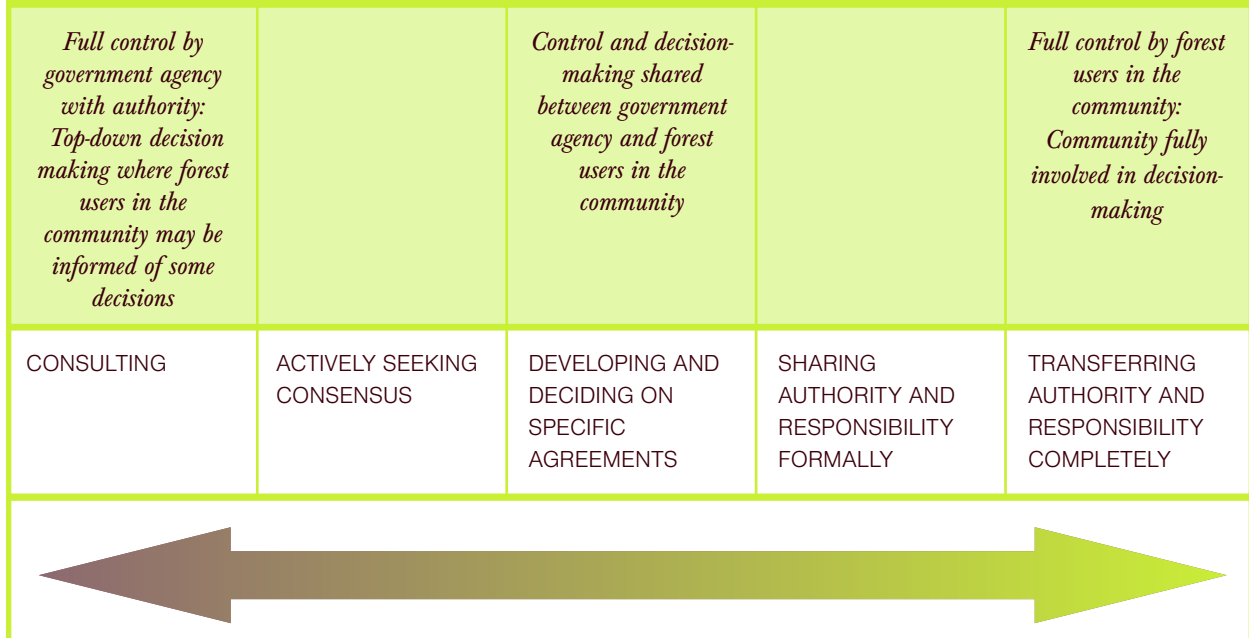 Full control by
government agency
with authority:
Top-down decision
making where forest
users in the
community may be
informed of some
decisions
Control and decision-
making shared
between government
agency and forest
users in the
community
Full control by forest
users in the
community:
Community fully
involved in decision-
making
CONSULTING
ACTIVELY SEEKING
CONSENSUS
DEVELOPING AND
DECIDING ON
SPECIFIC
AGREEMENTS
SHARING
AUTHORITY AND
RESPONSIBILITY
FORMALLY
TRANSFERRING
AUTHORITY AND
RESPONSIBILITY
COMPLETELY